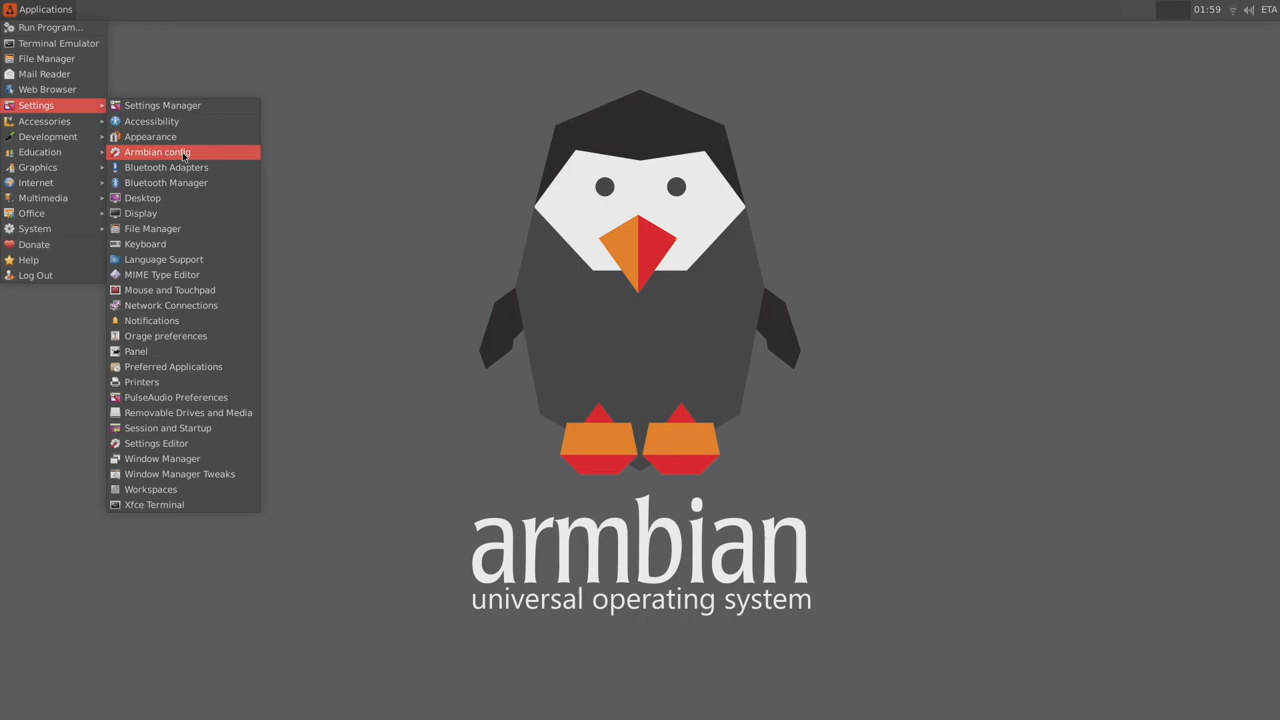 Applications
01:59
ETA
Run Program...
Terminal Emulator
File Manager
Mail Reader
Web Browser
Settings
Accessories
Development
Education
Graphics
Internet
Multimedia
Office
System
Donate
Help
Log Out
Settings Manager
Accessibility
Appearance
Armbian config
Bluetooth Adapters
Bluetooth Manager
Desktop
Display
File Manager
Keyboard
Language Support
MIME Type Editor
Mouse and Touchpad
Network Connections
Notifications
Orage preferences
Panel
Preferred Applications
Printers
PulseAudio Preferences
Removable Drives and Media
Session and Startup
Settings Editor
Window Manager
Window Manager Tweaks
Workspaces
Xfce Terminal
armbian
universal operating system